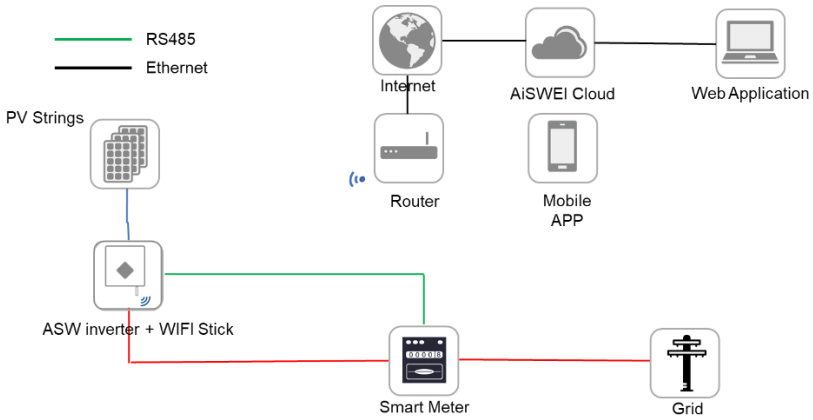 RS485
Ethernet
Internet
AiSWEI Cloud
Web Application
PV Strings
Router
Mobile
APP
ASW inverter + WIFI Stick
00008
Smart Meter
Grid